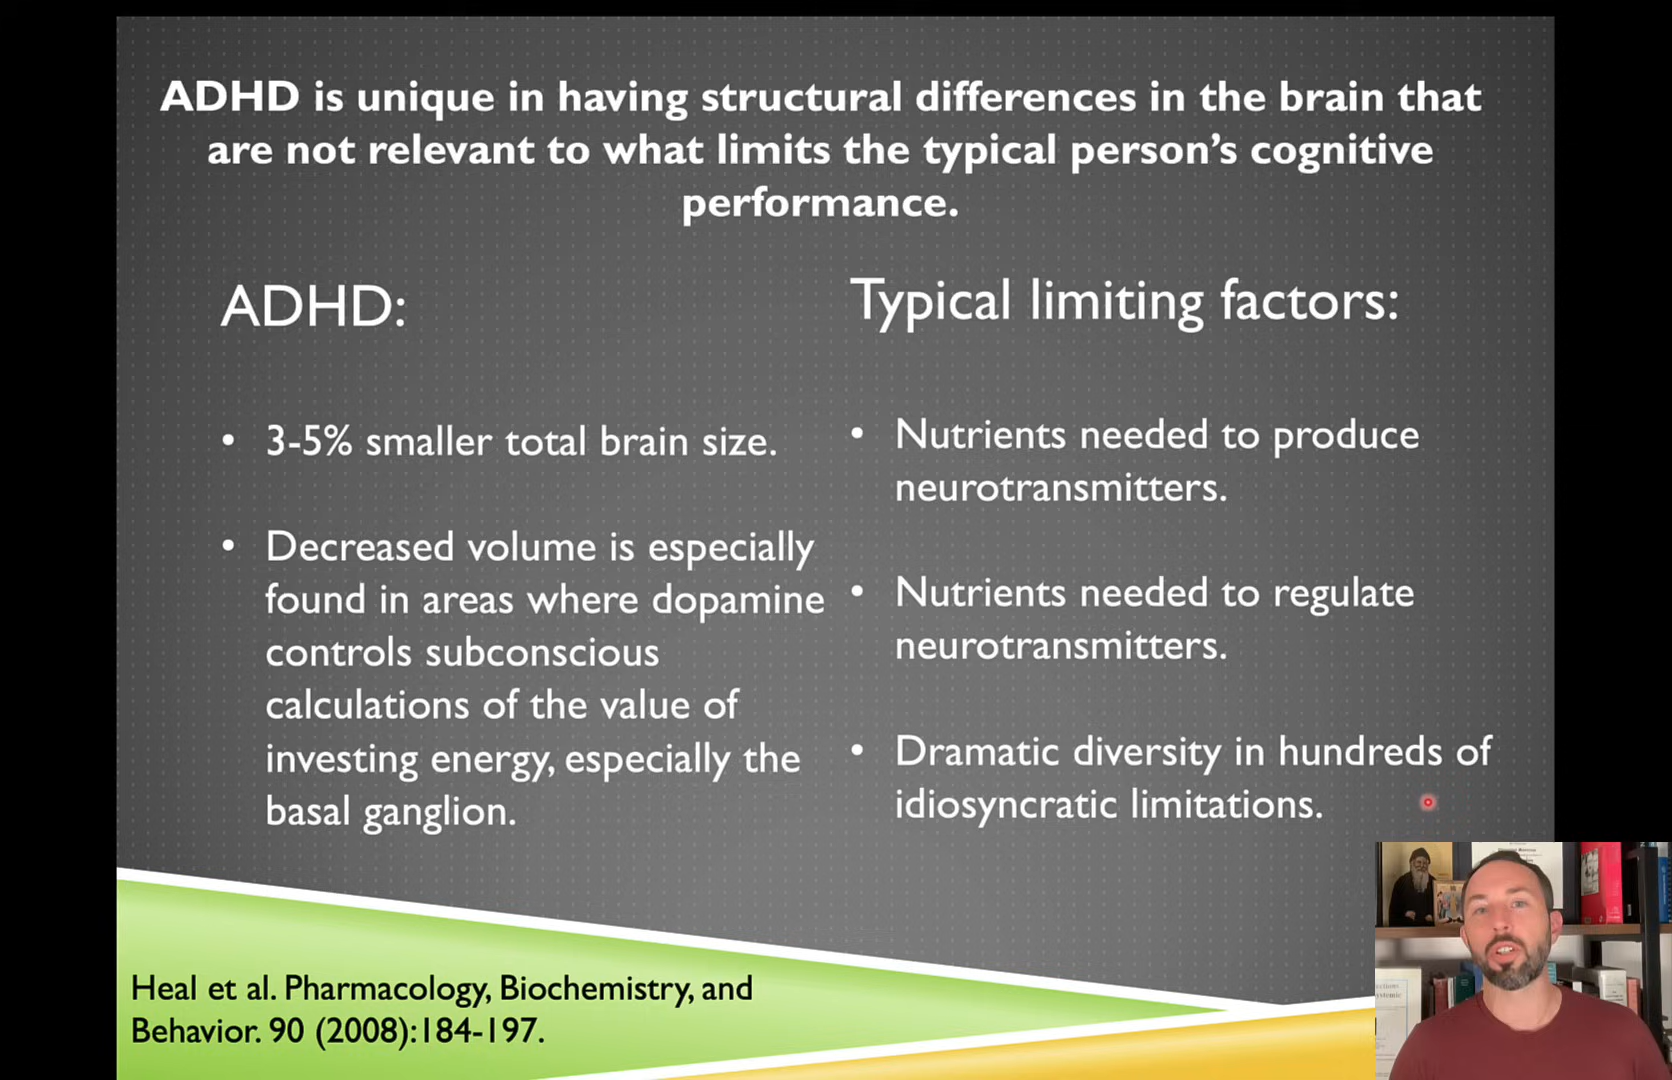 ADHD is unique in having structural differences in the brain that
are not relevant to what limits the typical person's cognitive
performance.
ADHD:
• 3-5% smaller total brain size.
• Decreased volume is especially
found in areas where dopamine
controls subconscious
calculations of the value of
investing energy, especially the
basal ganglion.
Typical limiting factors:
• Nutrients needed to produce
neurotransmitters.
• Nutrients needed to regulate
neurotransmitters.
• Dramatic diversity in hundreds of
idiosyncratic limitations.
Heal et al. Pharmacology, Biochemistry, and
Behavior. 90 (2008):184-197.